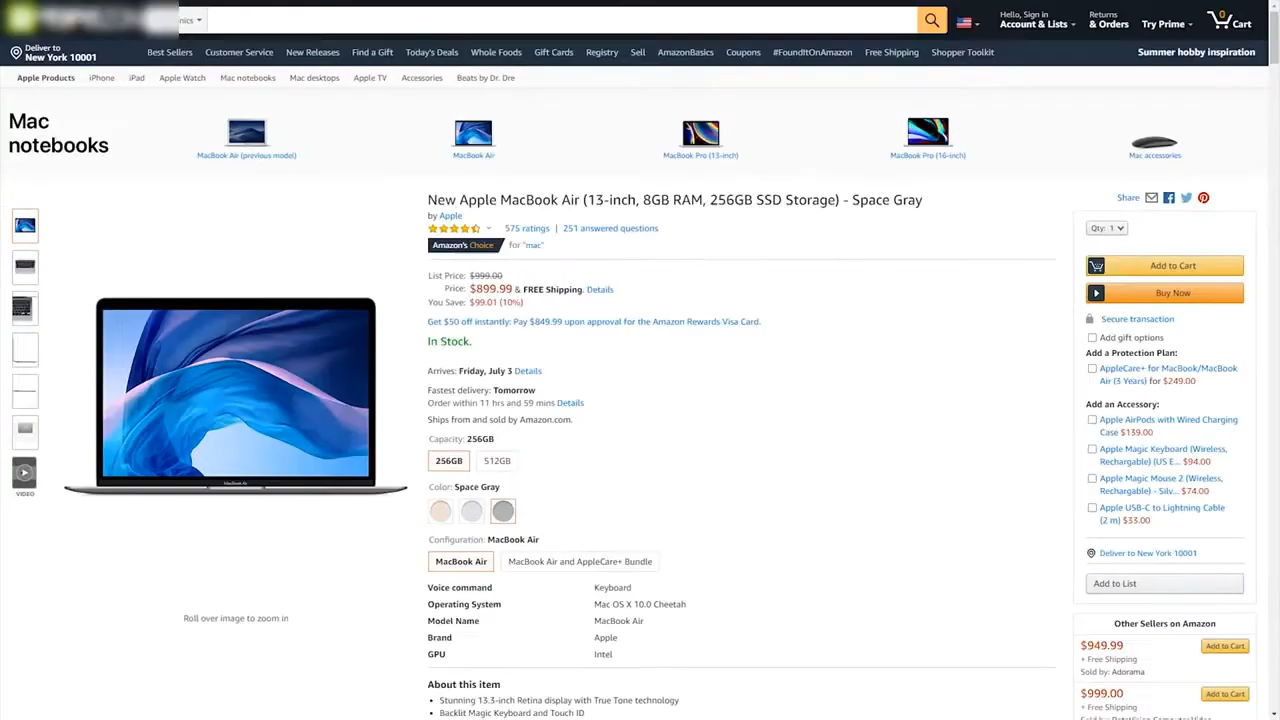 nics
Hello, Sign in
Account & Lists
Returns
& Orders
Try Prime
0
Cart
Deliver to
New York 10001
Best Sellers
Customer Service
New Releases
Find a Gift
Today's Deals
Whole Foods
Gift Cards
Registry
Sell
AmazonBasics
Coupons
#FoundItOnAmazon
Free Shipping
Shopper Toolkit
Summer hobby inspiration
Apple Products
iPhone
iPad
Apple Watch
Mac notebooks
Mac desktops
Apple TV
Accessories
Beats by Dr. Dre
Mac
notebooks
MacBook Air (previous model)
MacBook Air
MacBook Pro (13-inch)
MacBook Pro (16-inch)
Mac accessories
New Apple MacBook Air (13-inch, 8GB RAM, 256GB SSD Storage) - Space Gray
by Apple
575 ratings | 251 answered questions
Amazon's Choice for "mac"
List Price: $999.00
Price: $899.99 & FREE Shipping. Details
You Save: $99.01 (10%)
Get $50 off instantly: Pay $849.99 upon approval for the Amazon Rewards Visa Card.
In Stock.
Arrives: Friday, July 3 Details
Fastest delivery: Tomorrow
Order within 11 hrs and 59 mins Details
Ships from and sold by Amazon.com.
Capacity: 256GB
256GB
512GB
Color: Space Gray
Configuration: MacBook Air
MacBook Air
MacBook Air and AppleCare+ Bundle
Voice command Keyboard
Operating System Mac OS X 10.0 Cheetah
Model Name MacBook Air
Brand Apple
GPU Intel
About this item
• Stunning 13.3-inch Retina display with True Tone technology
• Backlit Magic Keyboard and Touch ID
VIDEO
MacBook Air
Roll over image to zoom in
Share
Qty: 1
Add to Cart
Buy Now
Secure transaction
Add gift options
Add a Protection Plan:
AppleCare+ for MacBook/MacBook
Air (3 Years) for $249.00
Add an Accessory:
Apple AirPods with Wired Charging
Case $139.00
Apple Magic Keyboard (Wireless,
Rechargable) (US E... $94.00
Apple Magic Mouse 2 (Wireless,
Rechargable) - Silv... $74.00
Apple USB-C to Lightning Cable
(2 m) $33.00
Deliver to New York 10001
Add to List
Other Sellers on Amazon
$949.99
Add to Cart
+ Free Shipping
Sold by: Adorama
$999.00
Add to Cart
+ Free Shipping